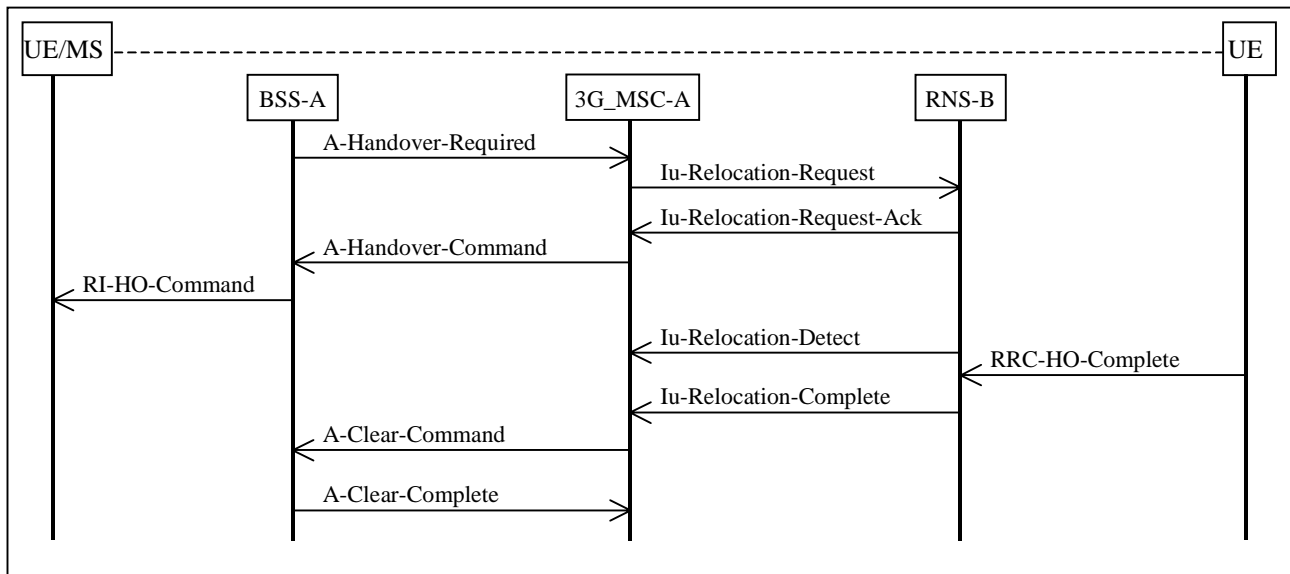 UE/MS
UE
BSS-A
3G_MSC-A
RNS-B
A-Handover-Required
Iu-Relocation-Request
Iu-Relocation-Request-Ack
A-Handover-Command
RI-HO-Command
Iu-Relocation-Detect
RRC-HO-Complete
Iu-Relocation-Complete
A-Clear-Command
A-Clear-Complete